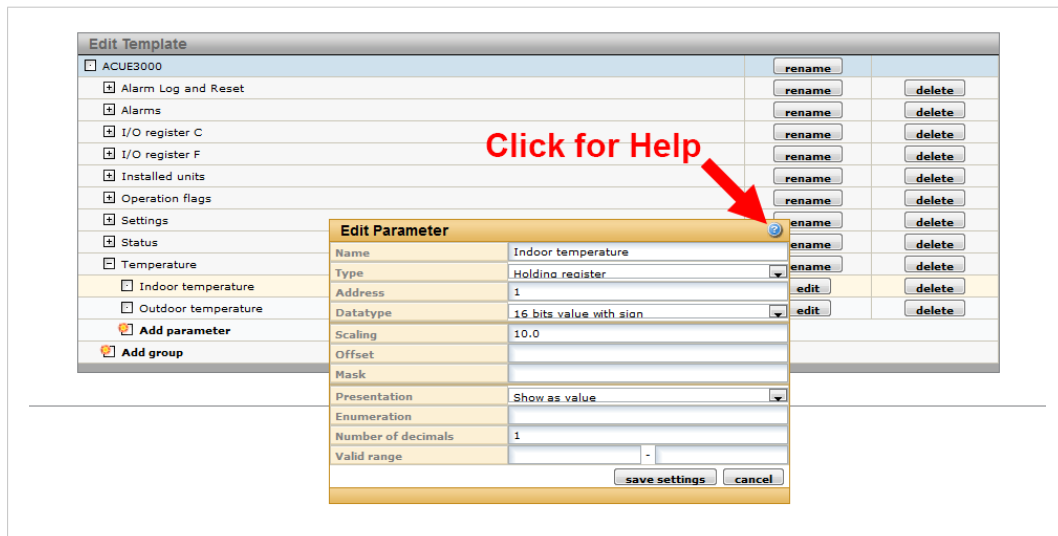 Edit Template
ACUE3000 rename
Alarm Log and Reset rename delete
Alarms rename delete
I/O register C rename delete
I/O register F rename delete
Click for Help
Installed units rename delete
Operation flags rename delete
Settings ename delete
Status ename delete
Temperature ename delete
Indoor temperature edit delete
Outdoor temperature edit delete
Add parameter
Add group
Edit Parameter ?
Name Indoor temperature
Type Holding register
Address 1
Datatype 16 bits value with sign
Scaling 10.0
Offset
Mask
Presentation Show as value
Enumeration
Number of decimals 1
Valid range -
save settings cancel